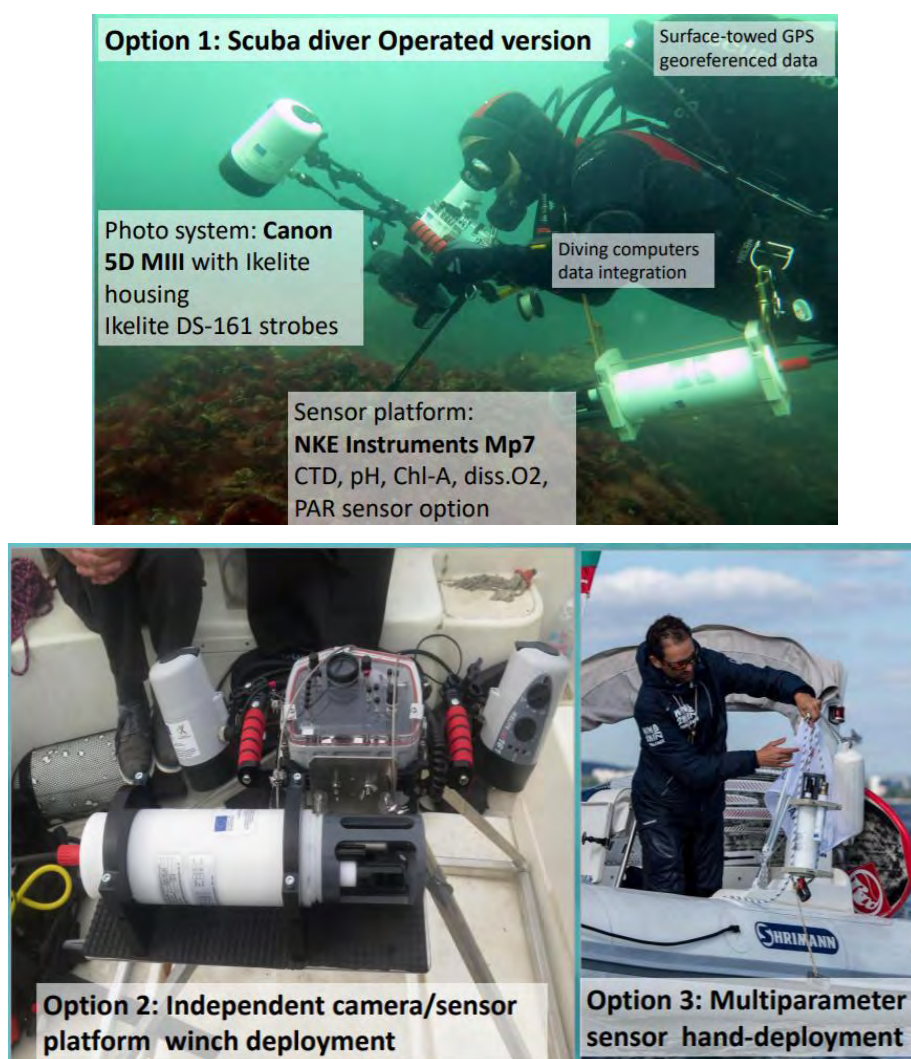 Option 1: Scuba diver Operated version
Surface-towed GPS
georeferenced data
Photo system: Canon
5D MIII with Ikelite
housing
Ikelite DS-161 strobes
Diving computers
data integration
Sensor platform:
NKE Instruments Mp7
CTD, pH, Chl-A, diss.O2,
PAR sensor option
Option 2: Independent camera/sensor
platform winch deployment
SHRIMANN
Option 3: Multiparameter
sensor hand-deployment